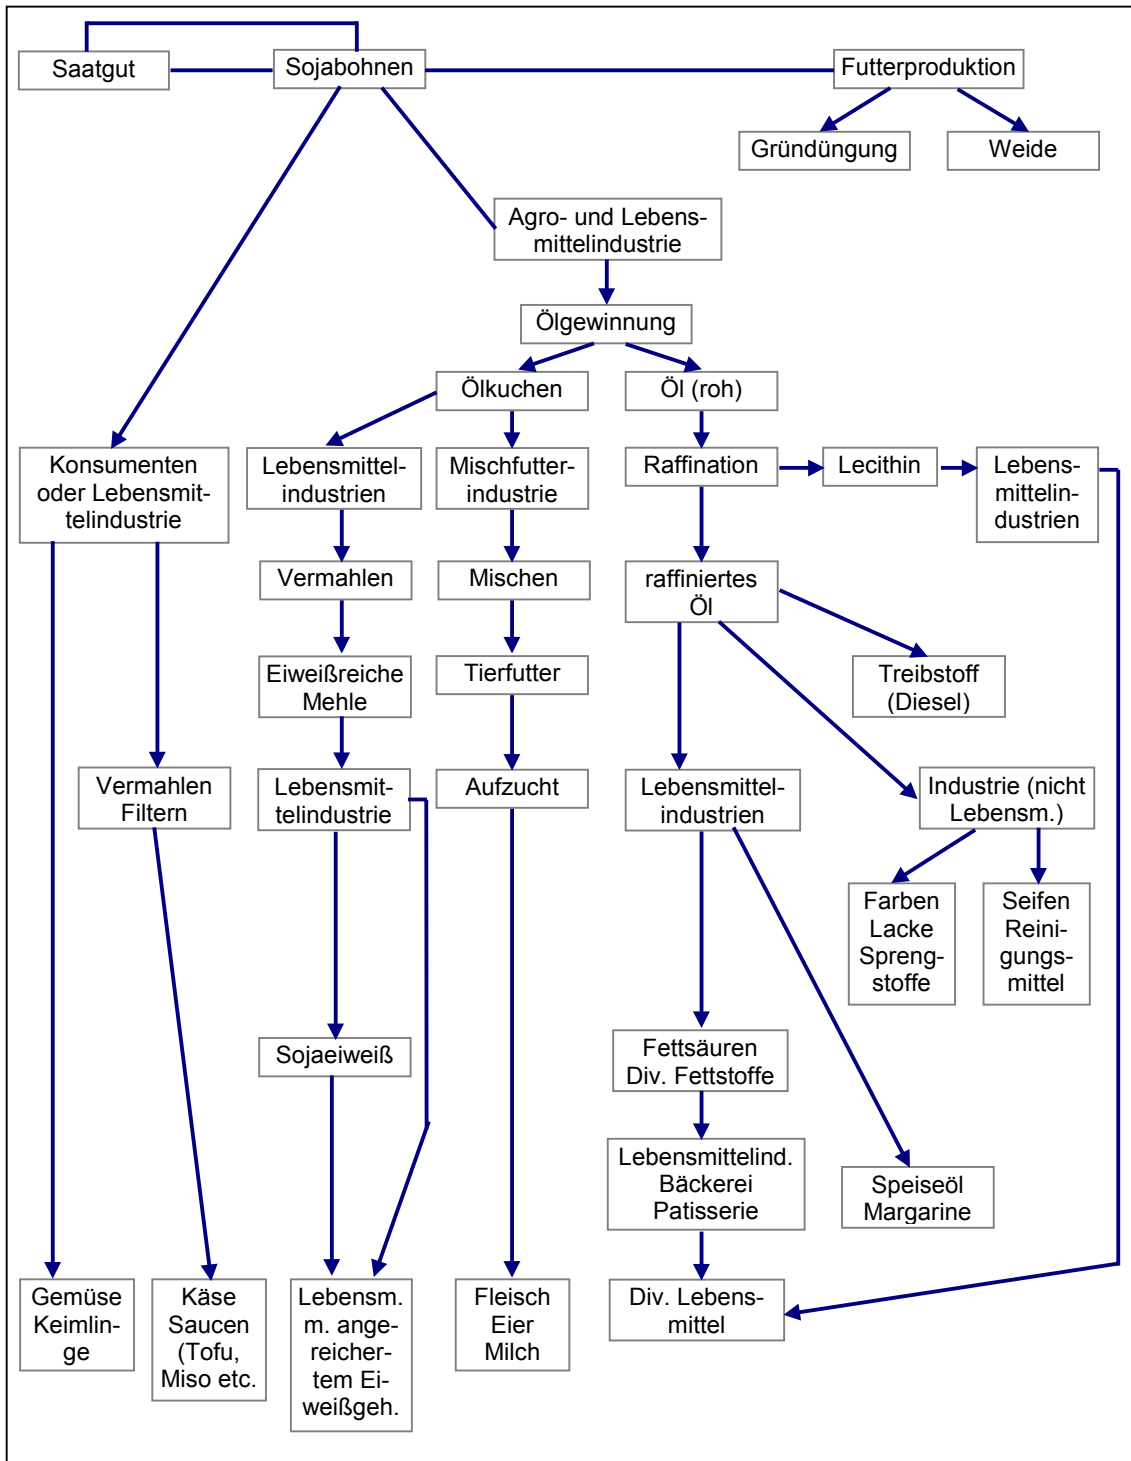 Saatgut
Sojabohnen
Futterproduktion
Gründüngung
Weide
Agro- und Lebens-
mittelindustrie
Ölgewinnung
Ölkuchen
Öl (roh)
Konsumenten
oder Lebensmit-
telindustrie
Lebensmittel-
industrien
Mischfutter-
industrie
Raffination
Lecithin
Lebens-
mittelin-
dustrien
Vermahlen
Mischen
raffiniertes
Öl
Eiweißreiche
Mehle
Tierfutter
Treibstoff
(Diesel)
Vermahlen
Filtern
Lebensmit-
telindustrie
Aufzucht
Lebensmittel-
industrien
Industrie (nicht
Lebensm.)
Farben
Lacke
Spreng-
stoffe
Seifen
Reini-
gungs-
mittel
Sojaeiweiß
Fettsäuren
Div. Fettstoffe
Lebensmittelind.
Bäckerei
Patisserie
Speiseöl
Margarine
Gemüse
Keimlin-
ge
Käse
Saucen
(Tofu,
Miso etc.
Lebensm.
m. ange-
reicher-
tem Ei-
weißgeh.
Fleisch
Eier
Milch
Div. Lebens-
mittel